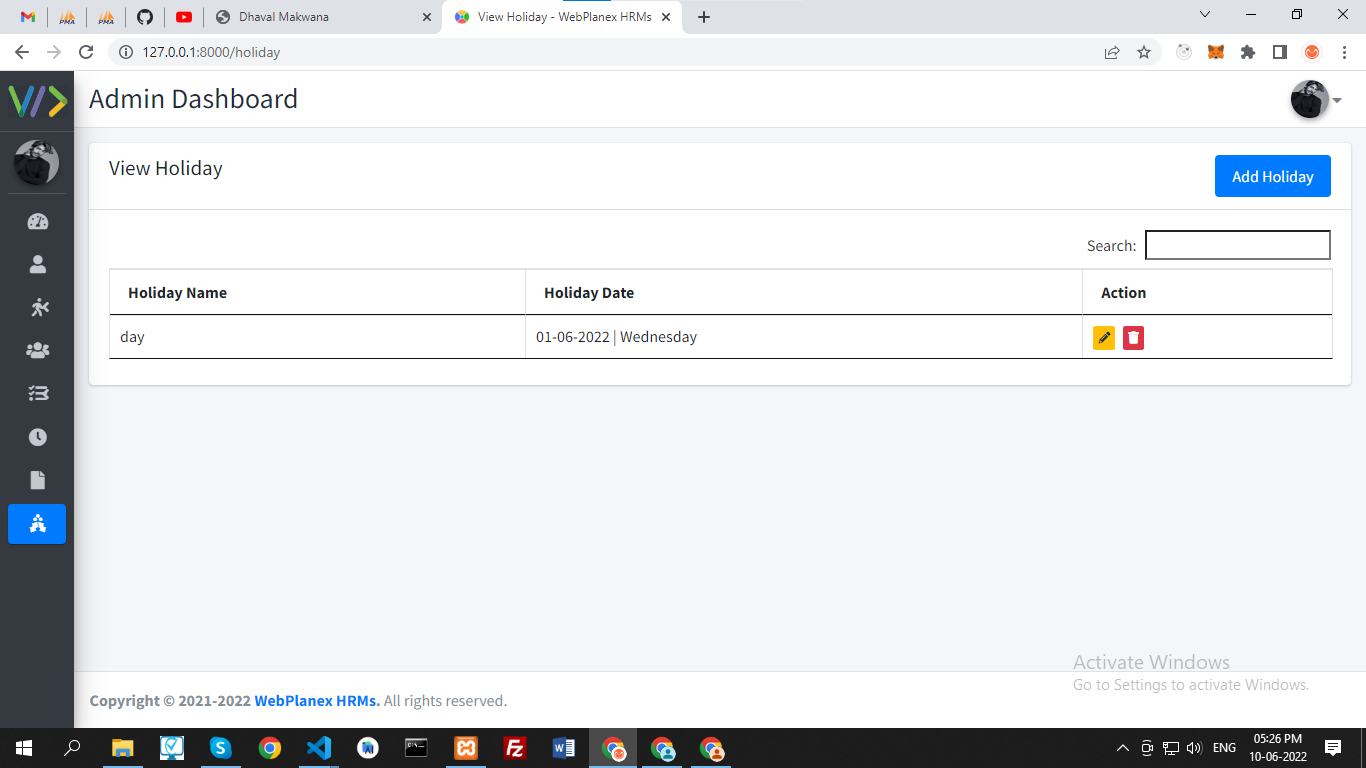 Dhaval Makwana
View Holiday - WebPlanex HRMs
127.0.0.1:8000/holiday
Admin Dashboard
View Holiday
Add Holiday
Search:
Holiday Name Holiday Date Action
day 01-06-2022 | Wednesday
Activate Windows
Go to Settings to activate Windows.
Copyright © 2021-2022 WebPlanex HRMs. All rights reserved.
ENG
05:26 PM
10-06-2022